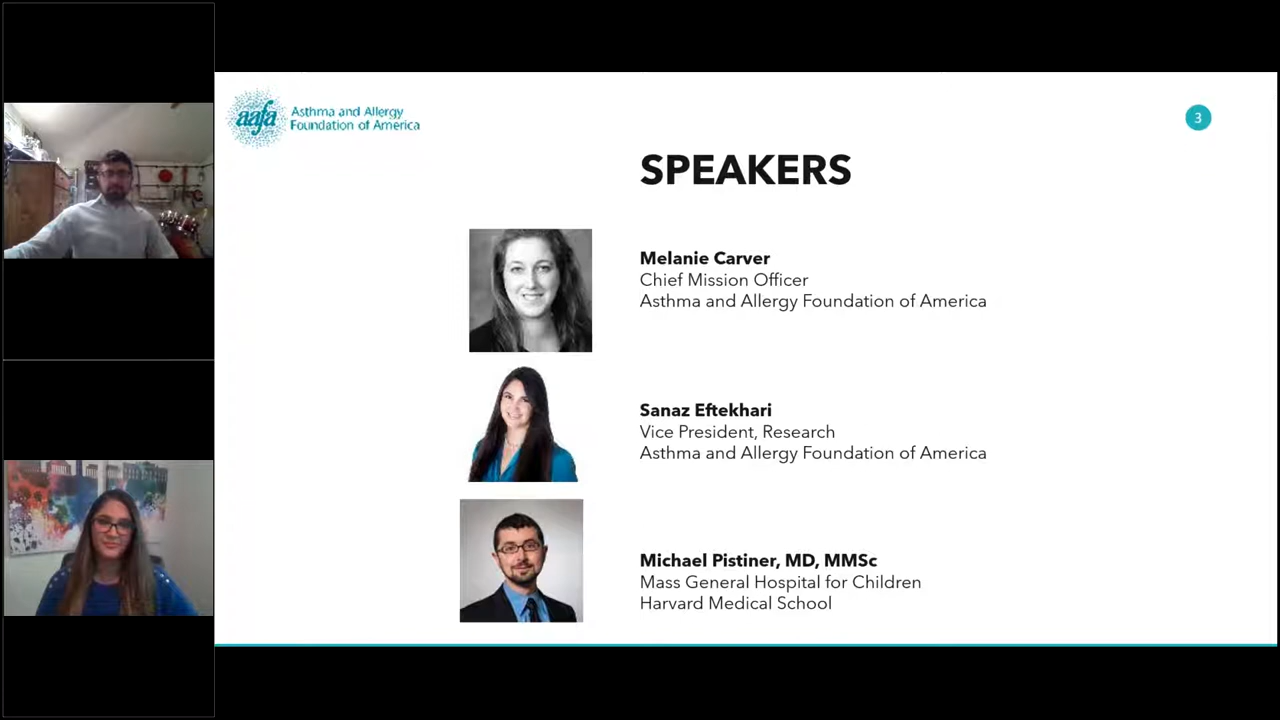 aafa
Asthma and Allergy
Foundation of America
3
SPEAKERS
Melanie Carver
Chief Mission Officer
Asthma and Allergy Foundation of America
Sanaz Eftekhari
Vice President, Research
Asthma and Allergy Foundation of America
Michael Pistiner, MD, MMSc
Mass General Hospital for Children
Harvard Medical School